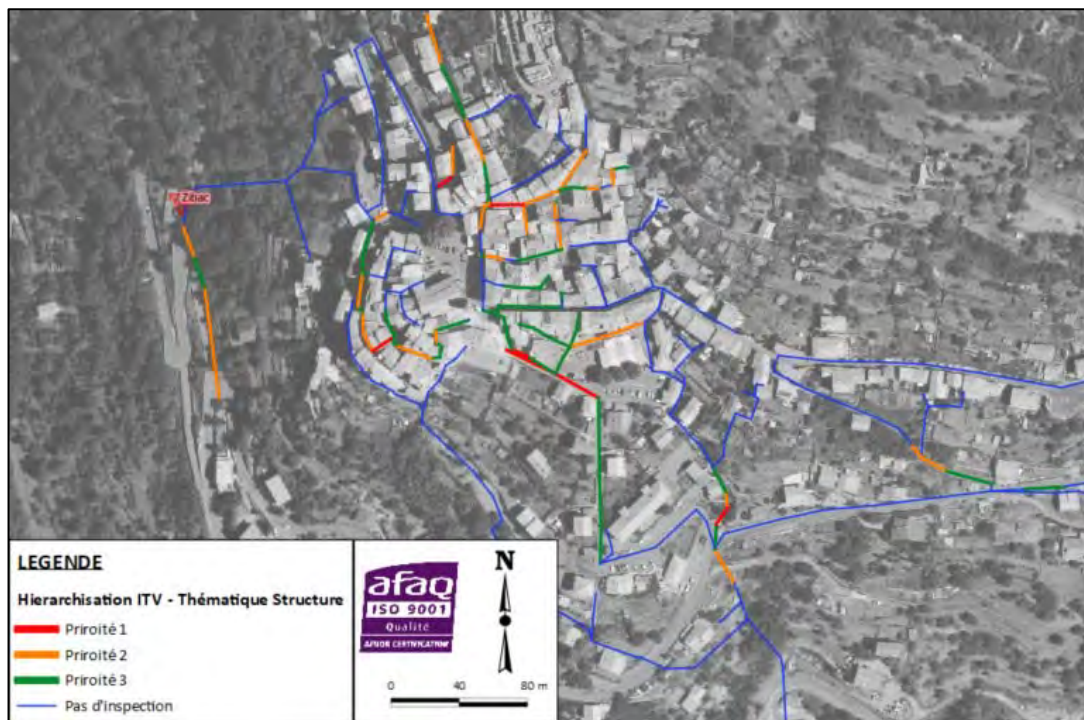 Zitiac
LEGENDE
Hierarchisation ITV - Thématique Structure
Priroité 1
Priroité 2
Priroité 3
Pas d'inspection
afaq
ISO 9001
Qualité
AFNOR CERTIFICATION
N
0 40 80 m